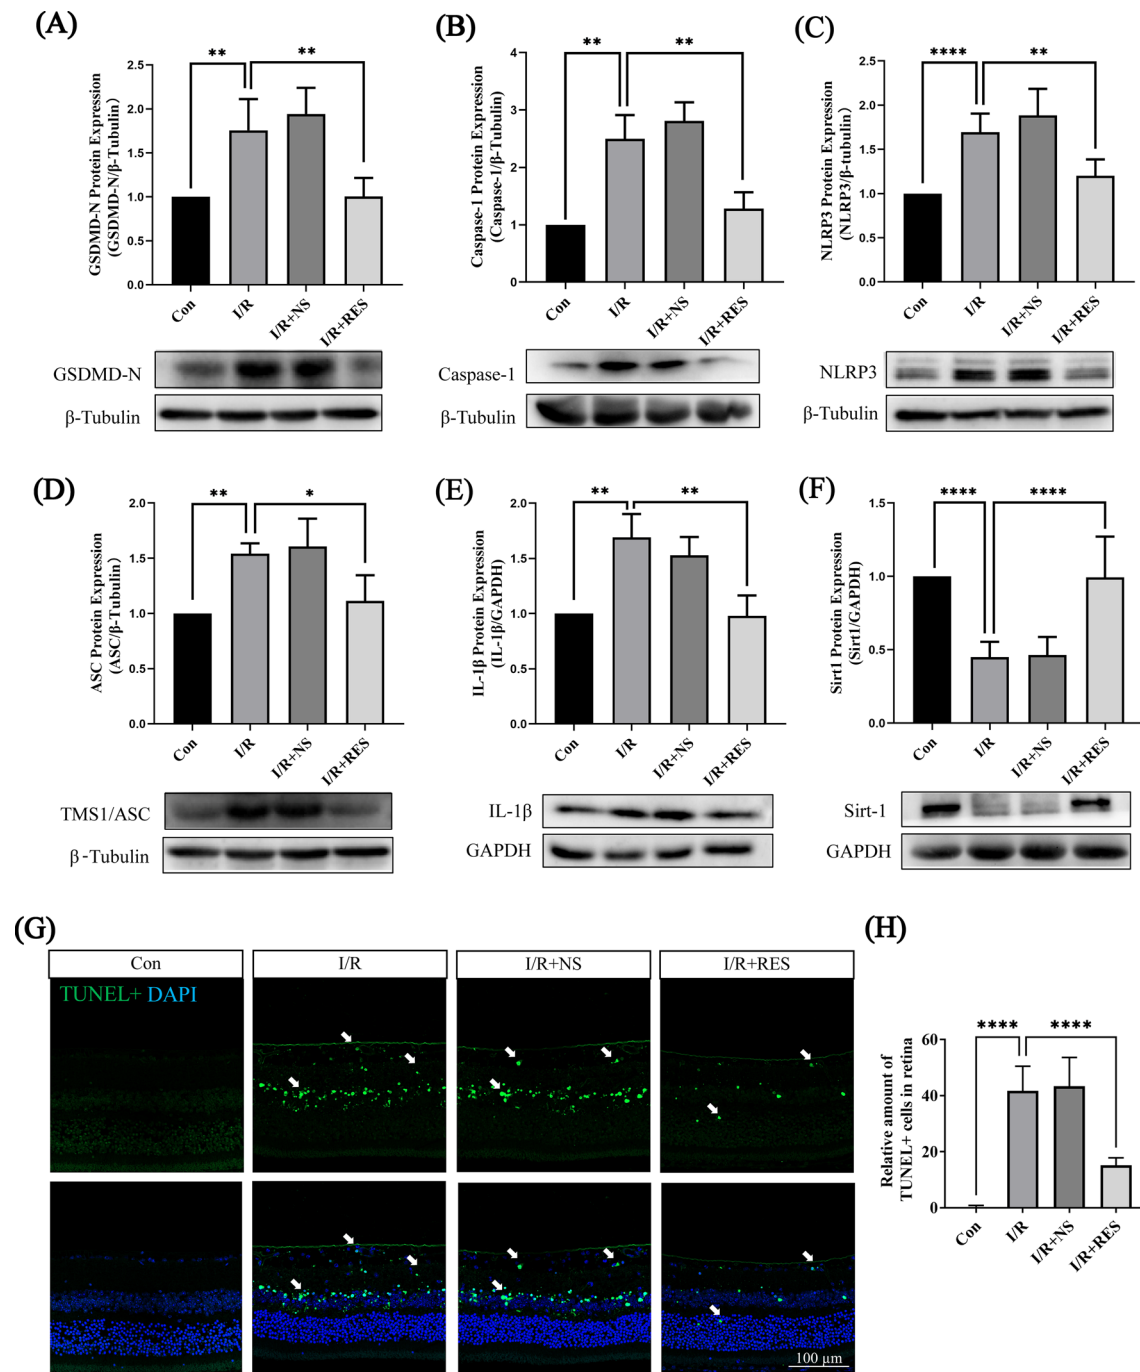 (A)
GSDMD-N Protein Expression
(GSDMD-N/β-Tubulin)
2.5
2.0
1.5
1.0
0.5
0.0
**
**
Con
I/R
I/R+NS
I/R+RES
GSDMD-N
β-Tubulin
(B)
Caspase-1 Protein Expression
(Caspase-1/β-Tubulin)
4
3
2
1
0
**
**
Con
I/R
I/R+NS
I/R+RES
Caspase-1
β-Tubulin
(C)
NLRP3 Protein Expression
(NLRP3/β-tubulin)
2.5
2.0
1.5
1.0
0.5
0.0
****
**
Con
I/R
I/R+NS
I/R+RES
NLRP3
β-Tubulin
(D)
ASC Protein Expression
(ASC/β-Tubulin)
2.0
1.5
1.0
0.5
0.0
**
*
Con
I/R
I/R+NS
I/R+RES
TMS1/ASC
β-Tubulin
(E)
IL-1β Protein Expression
(IL-1β/GAPDH)
2.0
1.5
1.0
0.5
0.0
**
**
Con
I/R
I/R+NS
I/R+RES
IL-1β
GAPDH
(F)
Sirt1 Protein Expression
(Sirt1/GAPDH)
1.5
1.0
0.5
0.0
****
****
Con
I/R
I/R+NS
I/R+RES
Sirt-1
GAPDH
(G)
Con
I/R
I/R+NS
I/R+RES
TUNEL+ DAPI
100 µm
(H)
Relative amount of
TUNEL+ cells in retina
60
40
20
0
****
****
Con
I/R
I/R+NS
I/R+RES